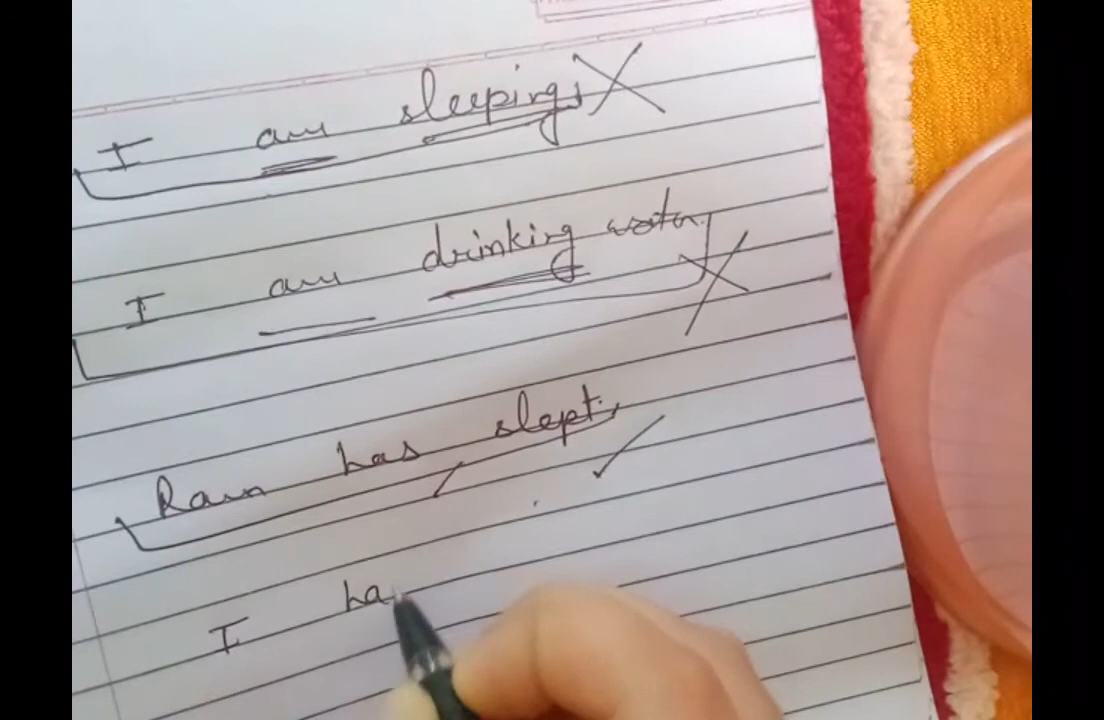 I am sleeping.
I am drinking water.
Ram has slept.
I ha